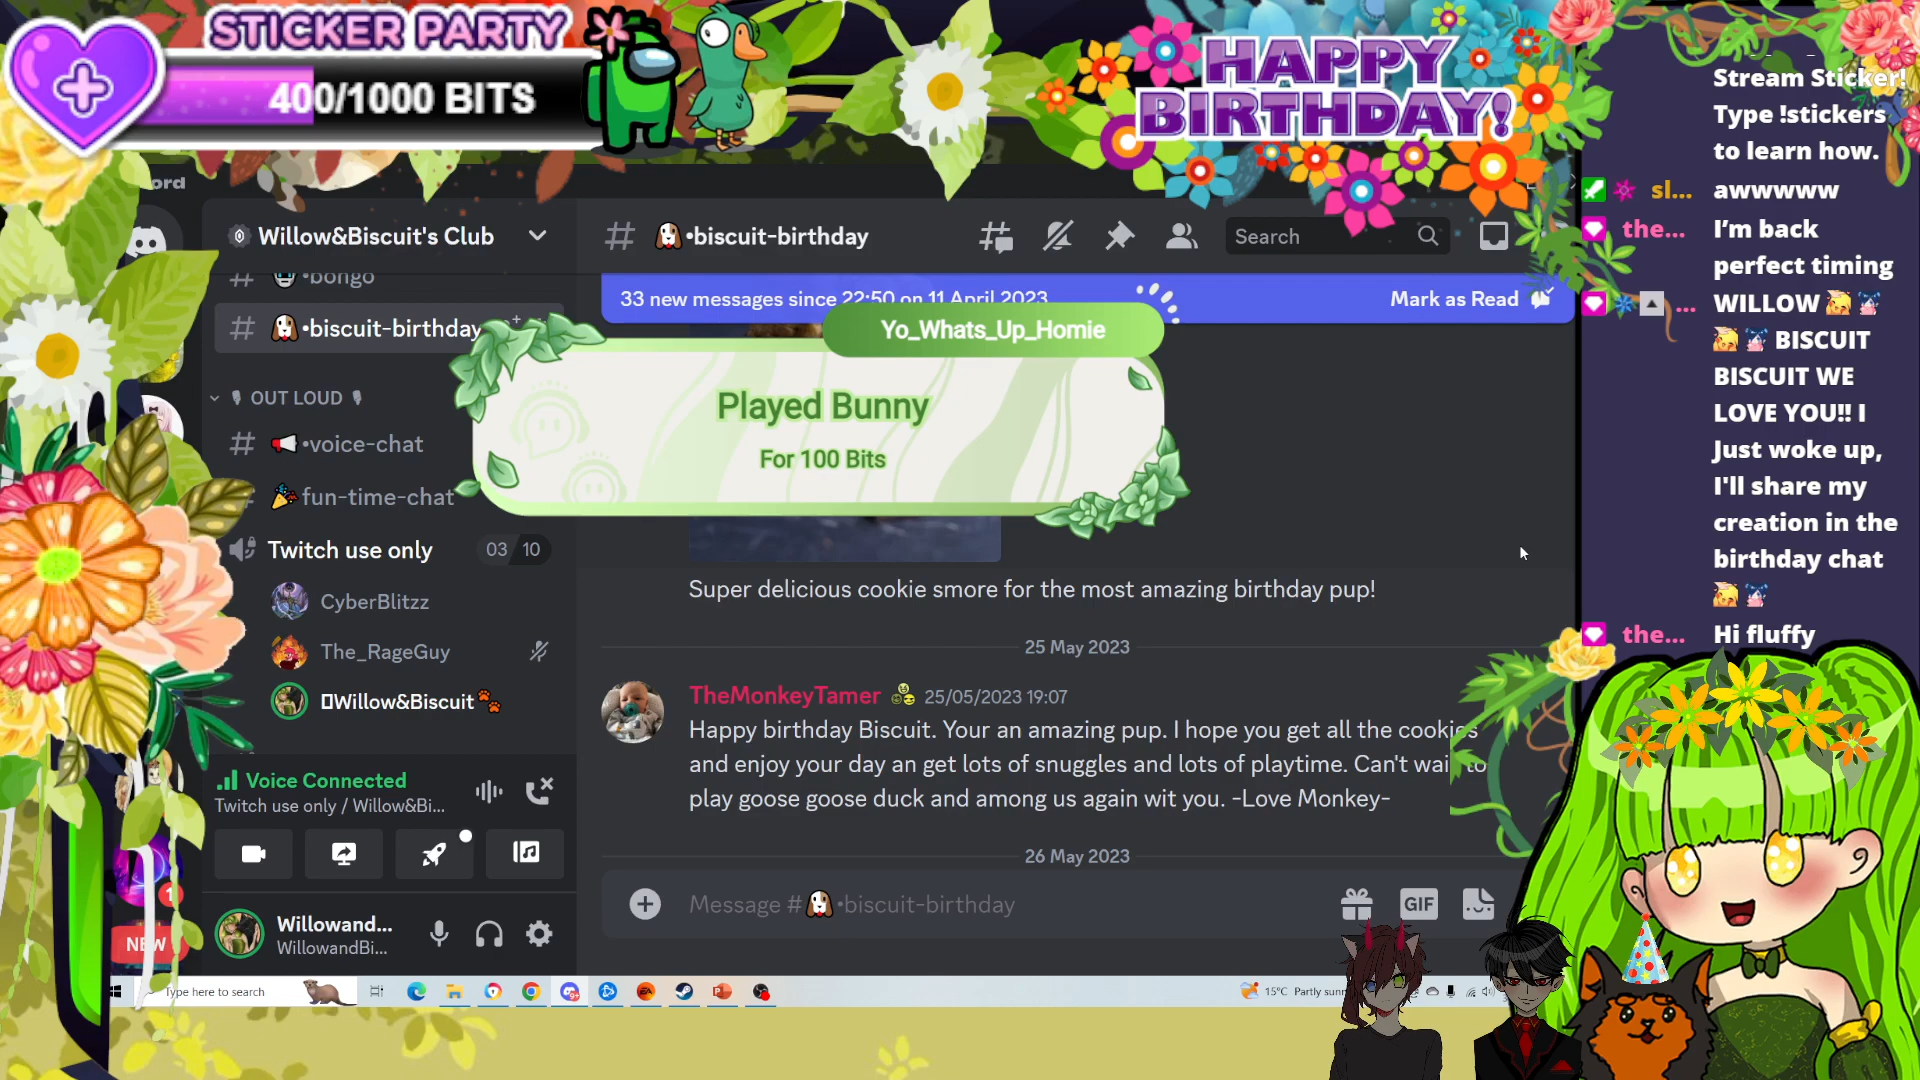 STICKER PARTY
400/1000 BITS
HAPPY
BIRTHDAY!
ord
Willow&Biscuit's Club
•bongo
•biscuit-birthday
OUT LOUD
•voice-chat
fun-time-chat
Twitch use only
03 10
CyberBlitzz
The_RageGuy
Willow&Biscuit
Voice Connected
Twitch use only / Willow&Bi...
Willowand...
WillowandBi...
NEW
1
•biscuit-birthday
Search
33 new messages since 22:50 on 11 April 2023
Mark as Read
Yo_Whats_Up_Homie
Played Bunny
For 100 Bits
Super delicious cookie smore for the most amazing birthday pup!
25 May 2023
TheMonkeyTamer 25/05/2023 19:07
Happy birthday Biscuit. Your an amazing pup. I hope you get all the cookies
and enjoy your day an get lots of snuggles and lots of playtime. Can't wait to
play goose goose duck and among us again wit you. -Love Monkey-
26 May 2023
Message # •biscuit-birthday
GIF
Type here to search
15°C Partly sunny
Stream Sticker!
Type !stickers
to learn how.
sl... awwwww
the... I'm back
perfect timing
... WILLOW
BISCUIT
BISCUIT WE
LOVE YOU!! I
Just woke up,
I'll share my
creation in the
birthday chat
the... Hi fluffy